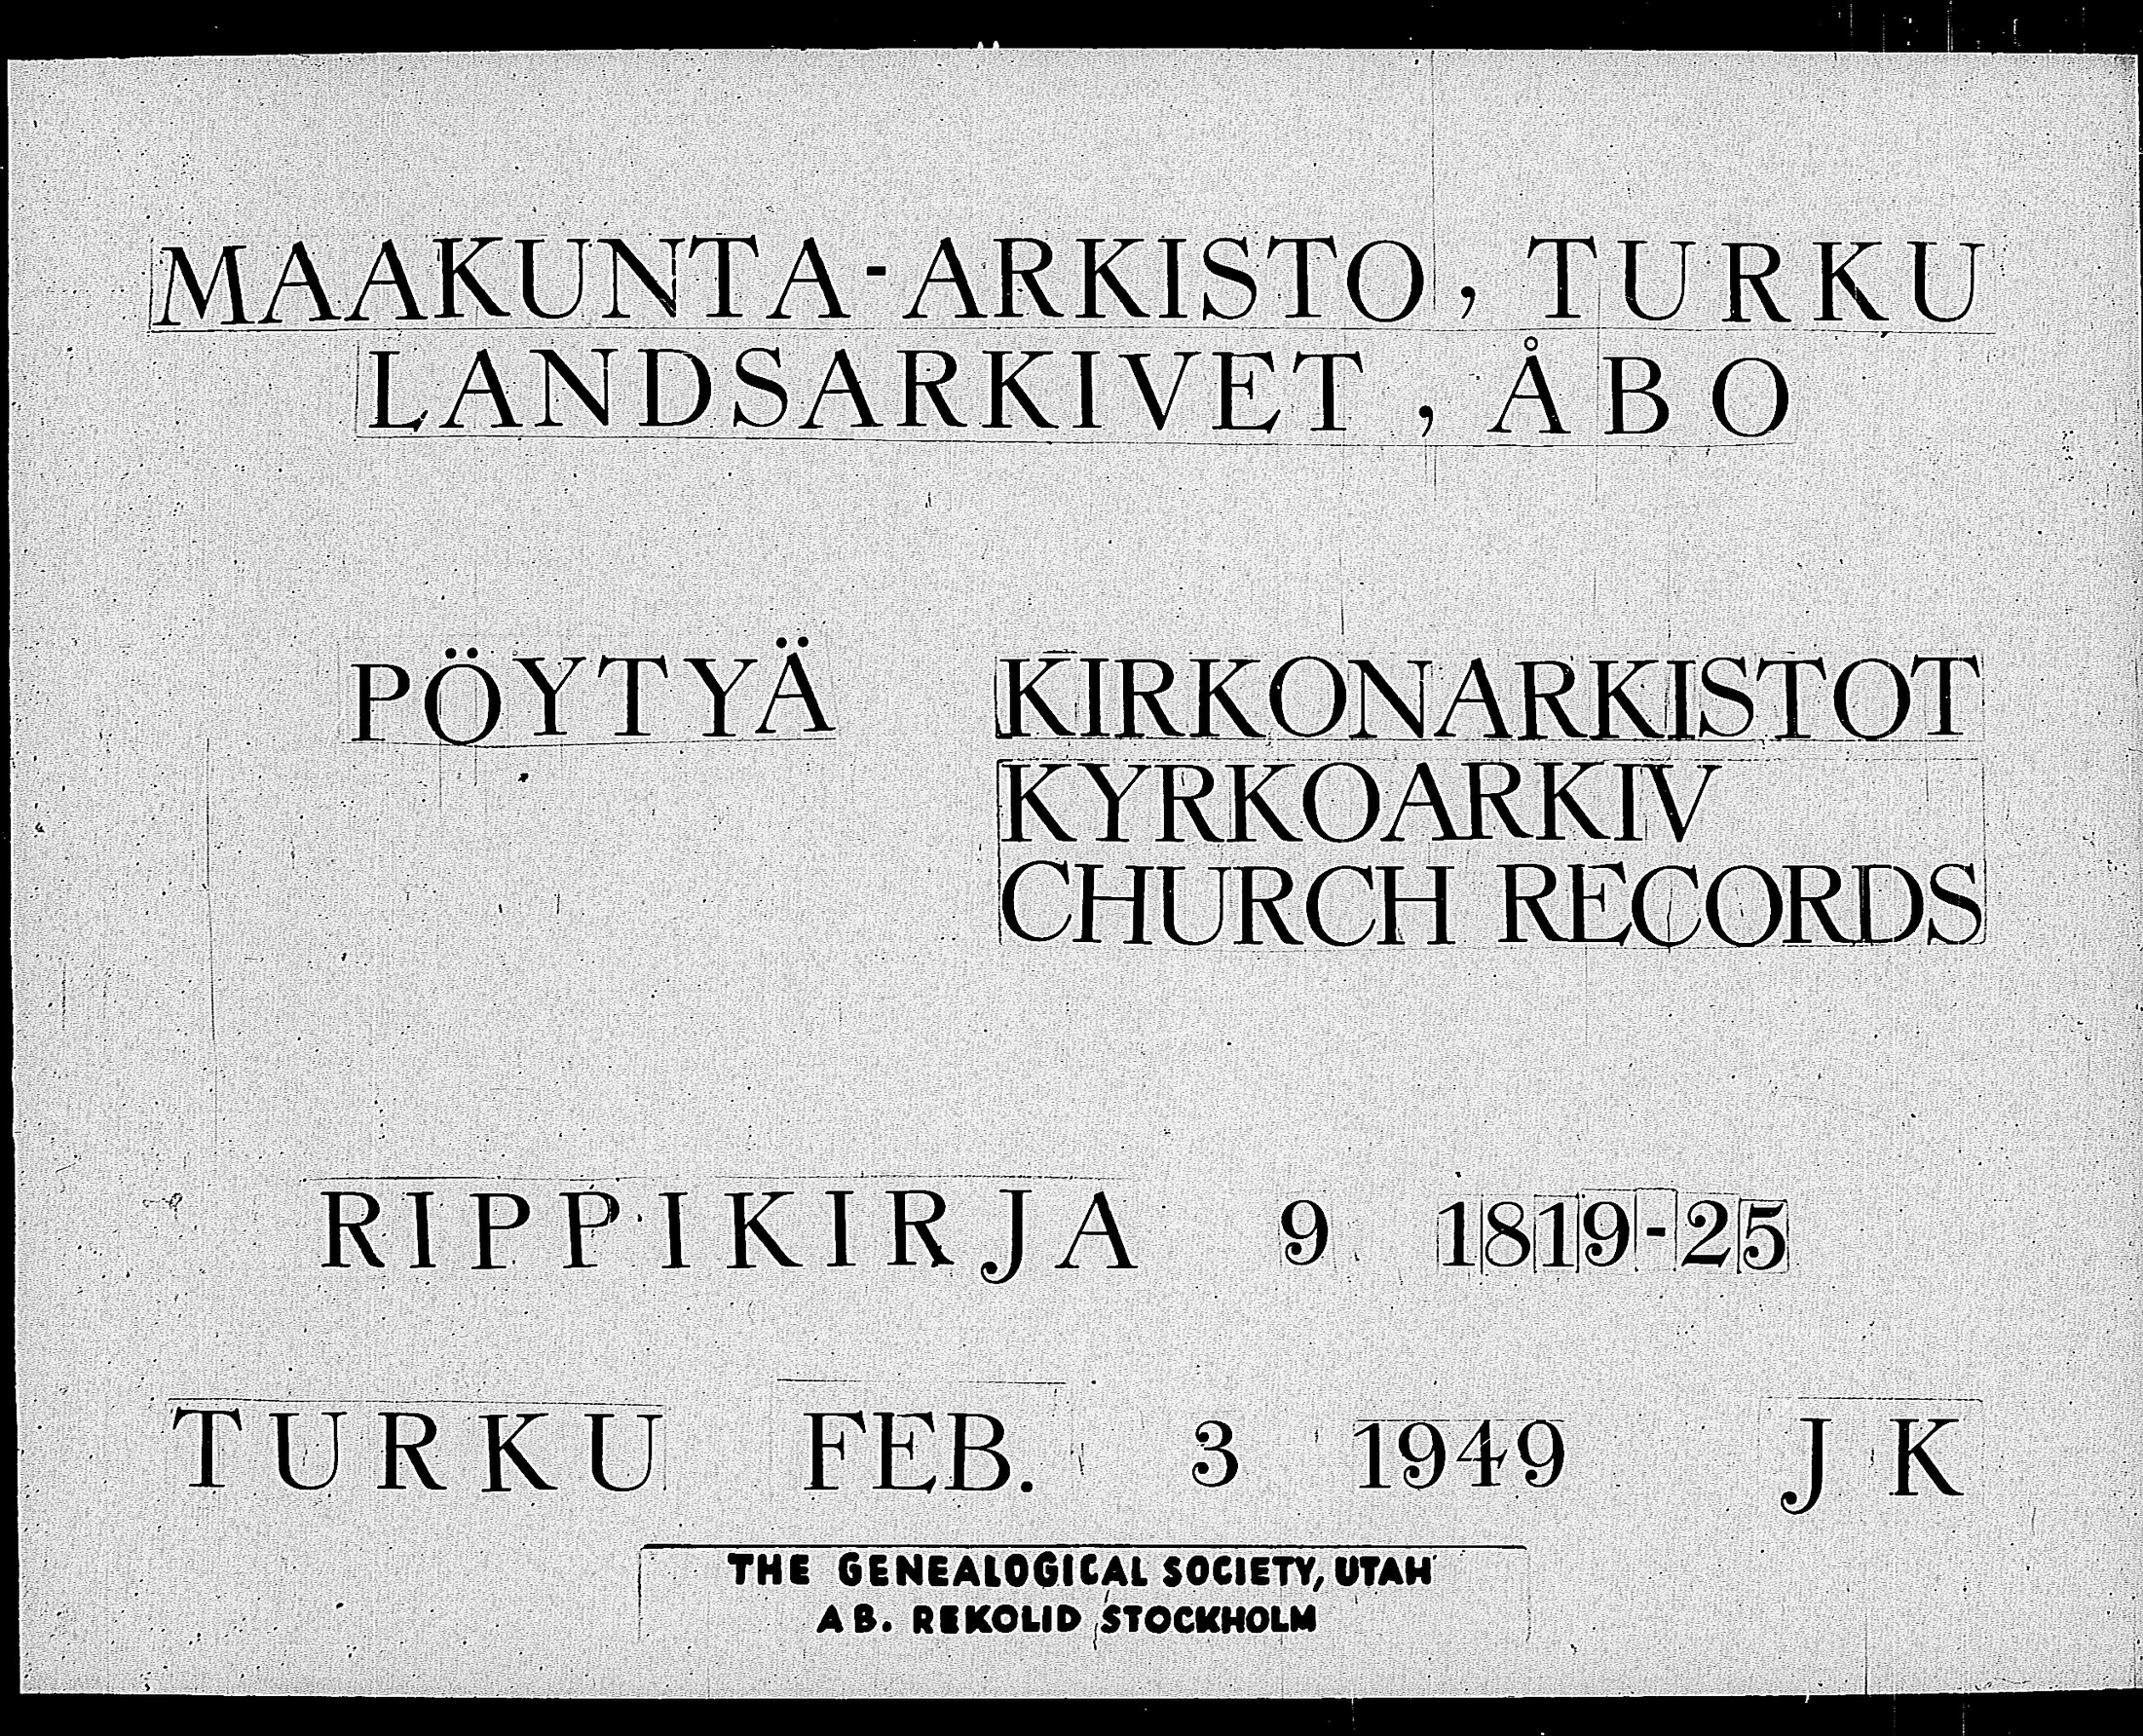 MAAKUNTA-ARKISTO, TURKU
LANDSARKIVET, ÅBO
PÖYTYÄ KIRKONARKISTOT
KYRKOARKIV
CHURCH RECORDS
RIPPIKIRJA 9 1819-25
TURKU FEB. 3 1949 J K
THE GENEALOGICAL SOCIETY, UTAH
AB. REKOLID STOCKHOLM